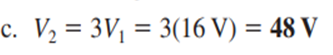 c. V₂ = 3V₁ = 3(16 V) = 48 V